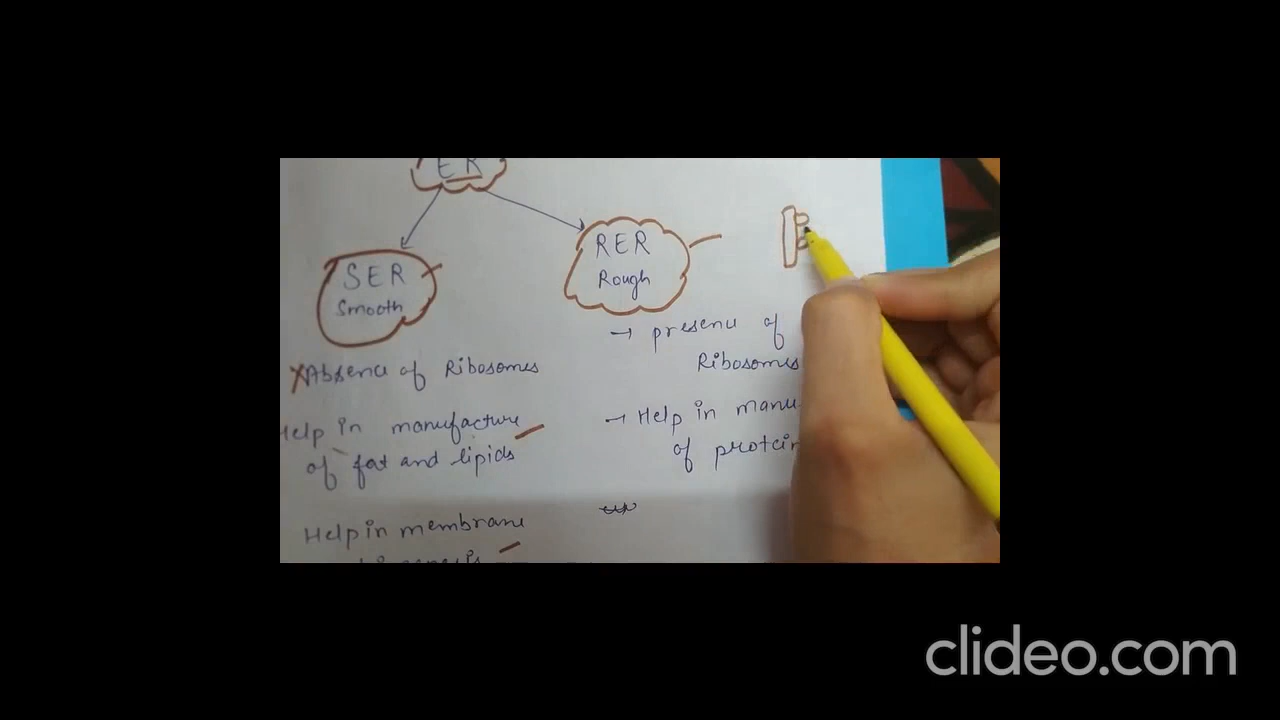 ER
SER
Smooth
RER
Rough
Absence of Ribosomes
Help in manufacture
of fat and lipids
Help in membrane
→ presence of
Ribosomes
→ Help in manu
of protein
clideo.com